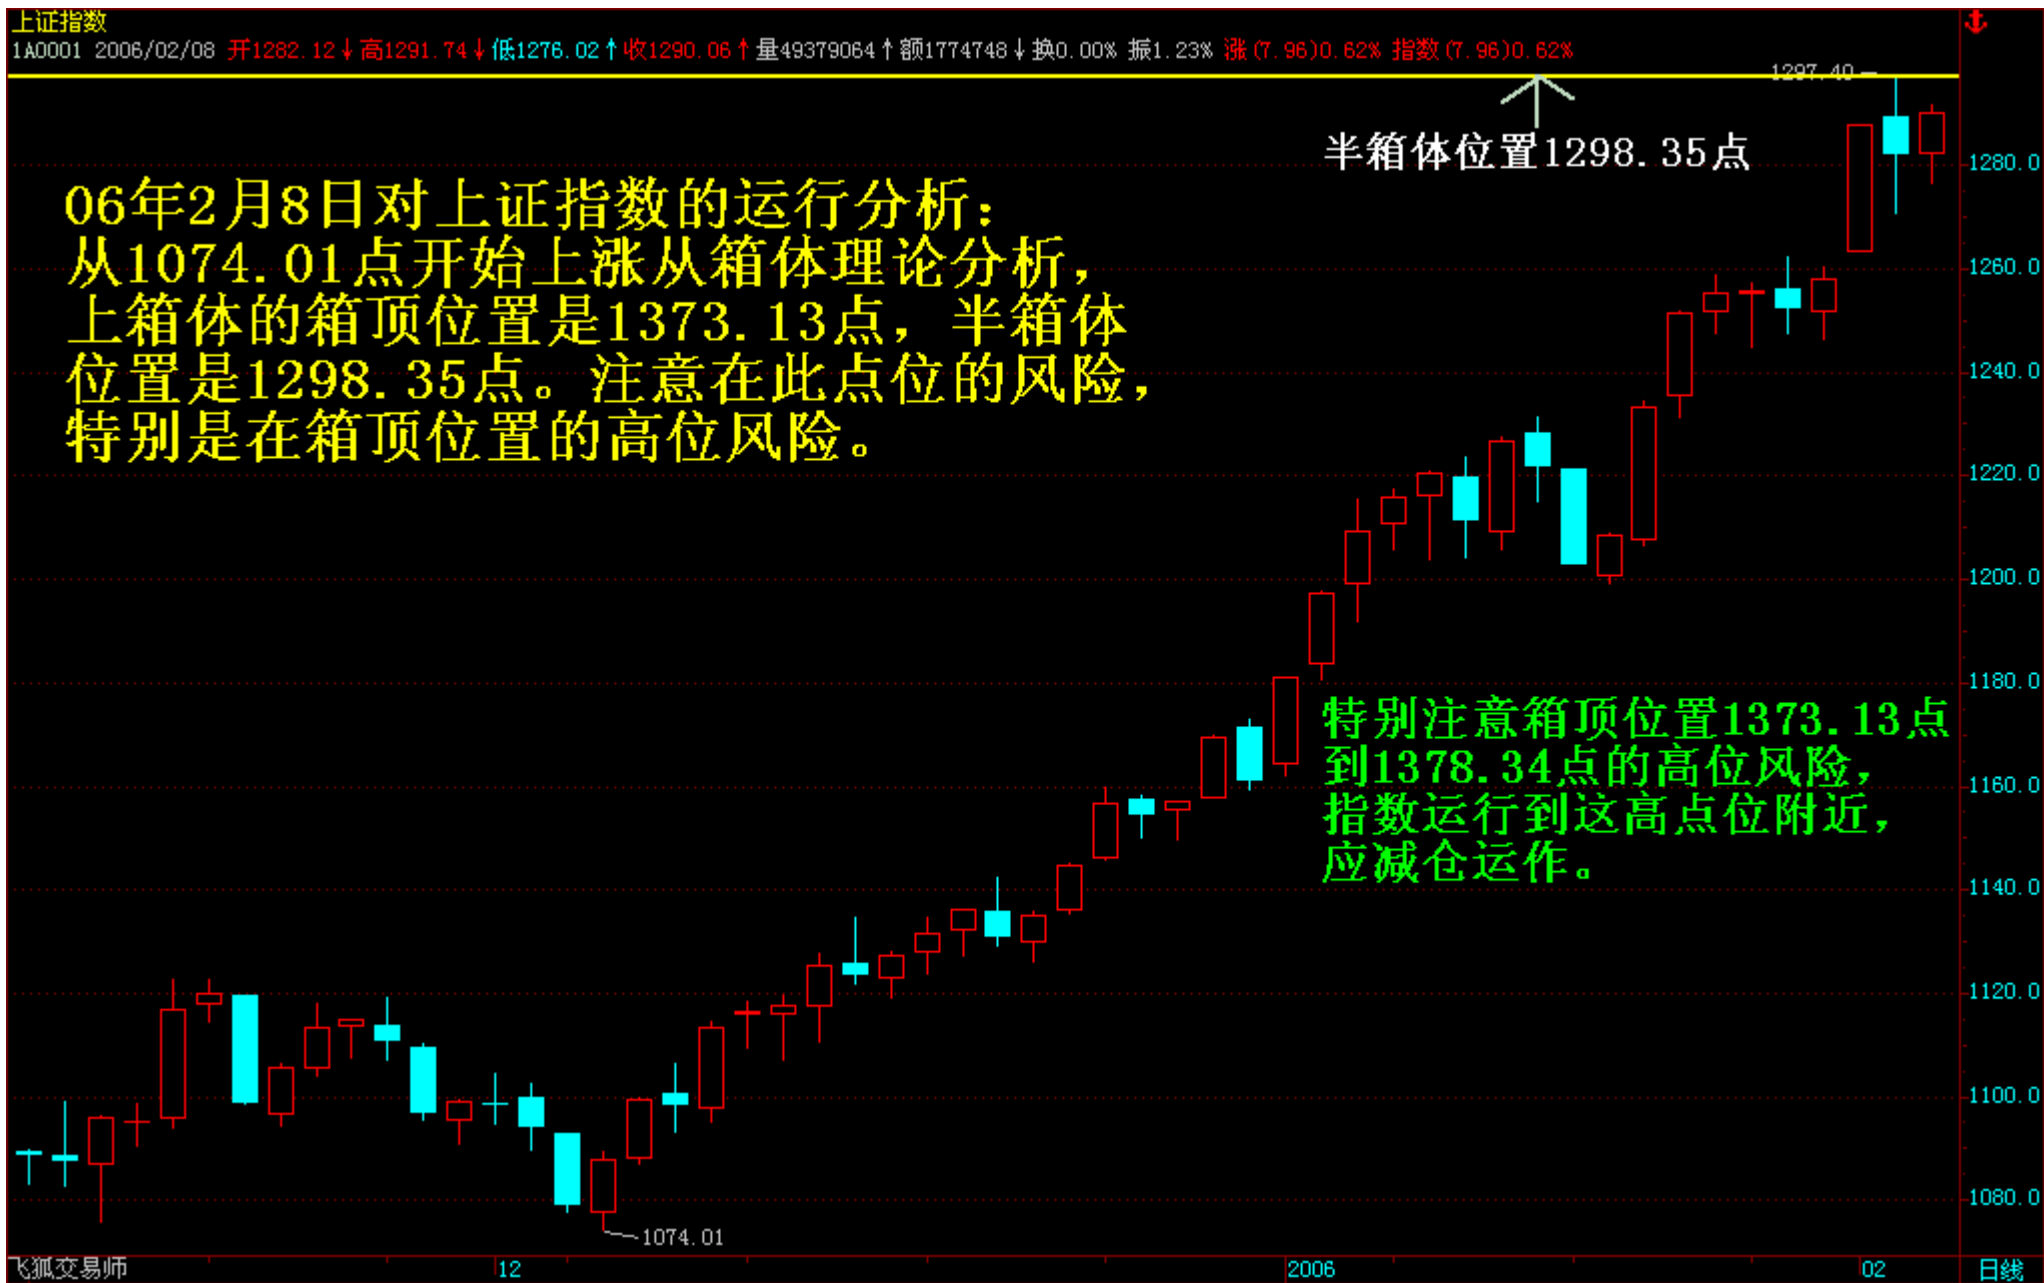 上证指数
1A0001 2006/02/08 开1282.12↓高1291.74↓低1276.02↑收1290.06↑量49379064↑额1774748↓换0.00% 振1.23% 涨(7.96)0.62% 指数(7.96)0.62%
1297.40
半箱体位置1298.35点
06年2月8日对上证指数的运行分析：
从1074.01点开始上涨从箱体理论分析，
上箱体的箱顶位置是1373.13点，半箱体
位置是1298.35点。注意在此点位的风险，
特别是在箱顶位置的高位风险。
特别注意箱顶位置1373.13点
到1378.34点的高位风险，
指数运行到这高点位附近，
应减仓运作。
1280.0
1260.0
1240.0
1220.0
1200.0
1180.0
1160.0
1140.0
1120.0
1100.0
1080.0
1074.01
飞狐交易师 12 2006 02 日线